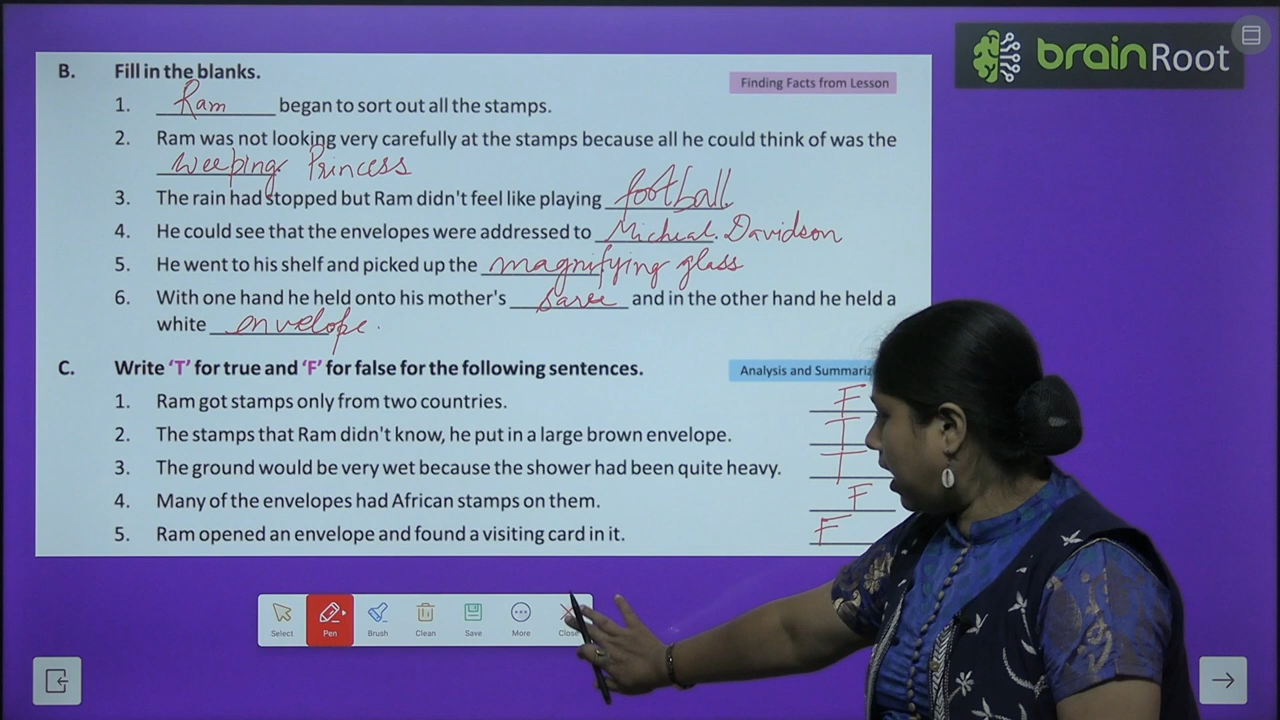 brainRoot
B. Fill in the blanks.
Finding Facts from Lesson
1. Ram began to sort out all the stamps.
2. Ram was not looking very carefully at the stamps because all he could think of was the
weeping Princess
3. The rain had stopped but Ram didn't feel like playing football.
4. He could see that the envelopes were addressed to Micheal. Davidson
5. He went to his shelf and picked up the magnifying glass
6. With one hand he held onto his mother's saree and in the other hand he held a
white envelope.
C. Write 'T' for true and 'F' for false for the following sentences.
Analysis and Summariz
1. Ram got stamps only from two countries. F
2. The stamps that Ram didn't know, he put in a large brown envelope. T
3. The ground would be very wet because the shower had been quite heavy. T
4. Many of the envelopes had African stamps on them. F
5. Ram opened an envelope and found a visiting card in it. F
Select Pen Brush Clean Save More Close